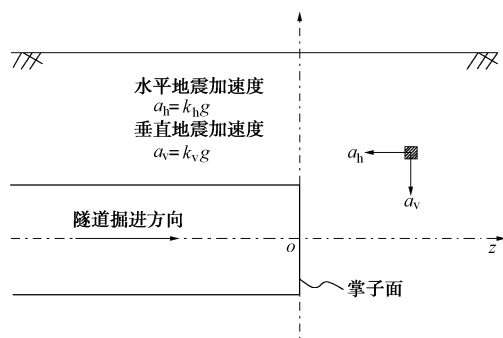 水平地震加速度
a_h=k_hg
垂直地震加速度
a_v=k_vg
a_h
a_v
隧道掘进方向
o
z
掌子面